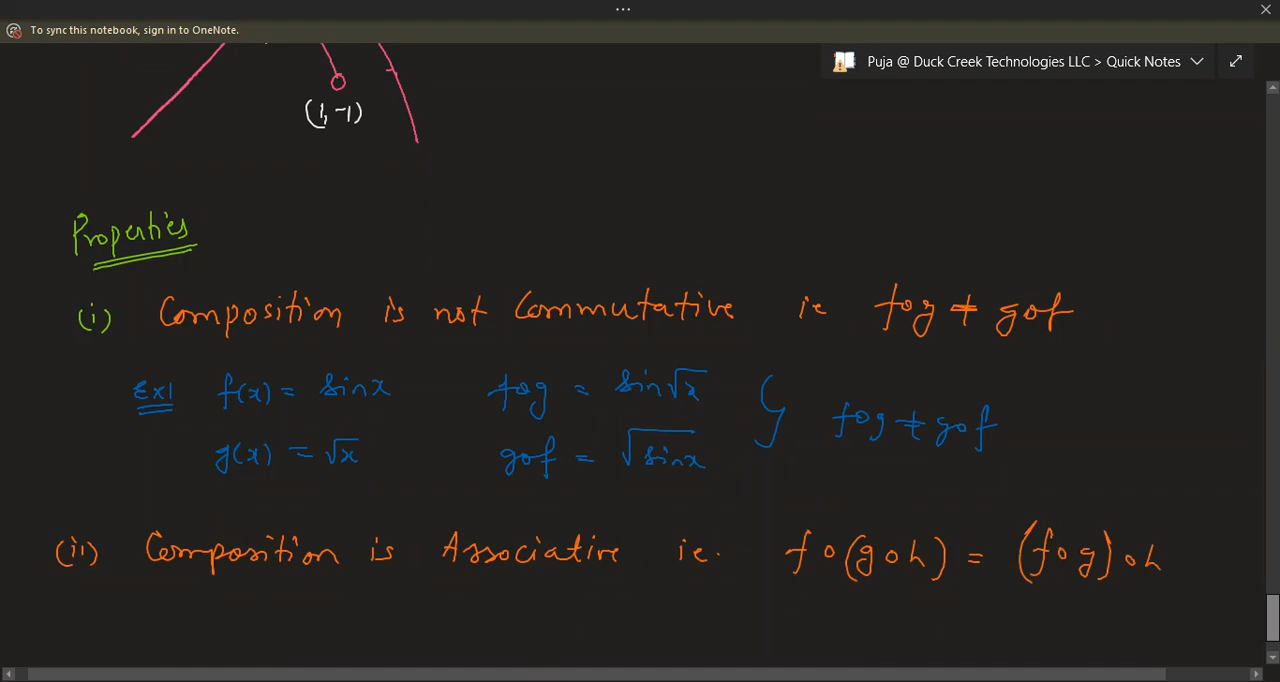 To sync this notebook, sign in to OneNote.
Puja @ Duck Creek Technologies LLC > Quick Notes
(1, -1)
Properties
(i) Composition is not Commutative ie fog ≠ gof
Ex1 f(x) = sinx fog = sin√x } fog ≠ gof
g(x) = √x gof = √sinx
(ii) Composition is Associative ie. fo(goh) = (fog)oh